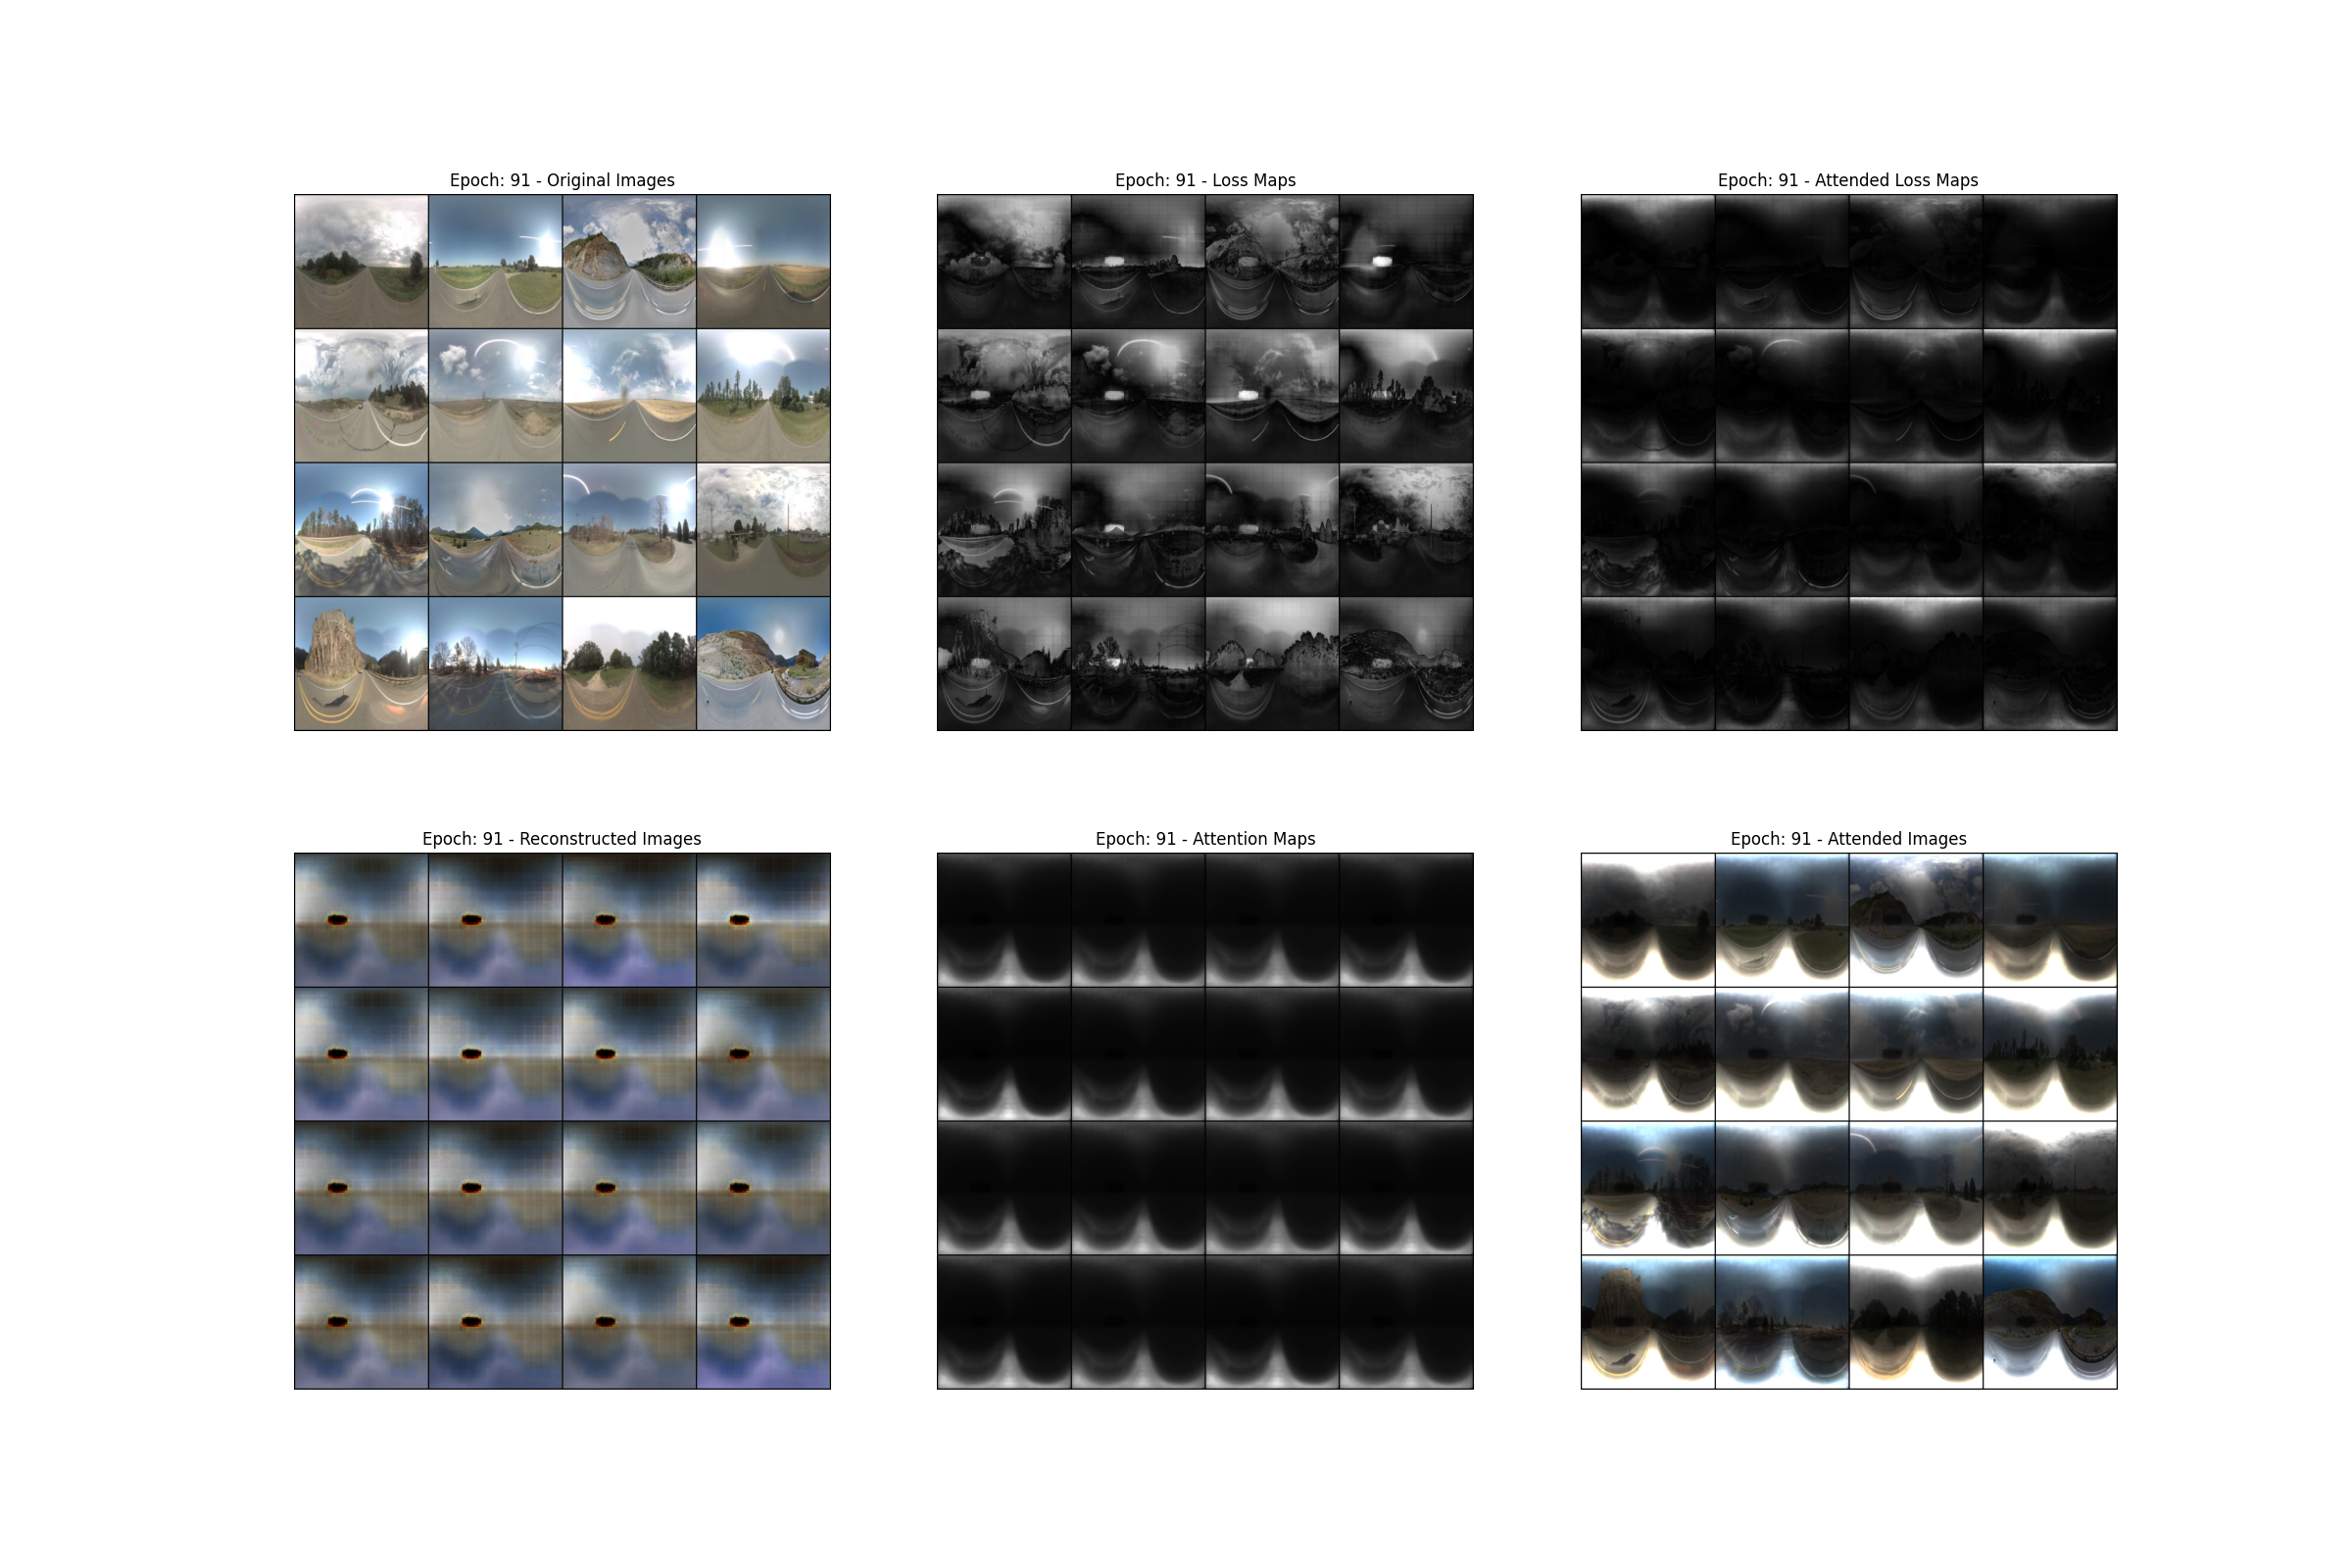 Epoch: 91 - Original Images
Epoch: 91 - Loss Maps
Epoch: 91 - Attended Loss Maps
Epoch: 91 - Reconstructed Images
Epoch: 91 - Attention Maps
Epoch: 91 - Attended Images